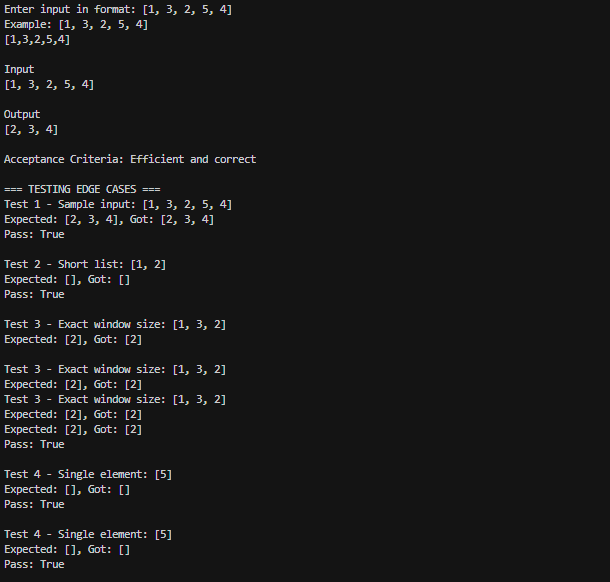 Enter input in format: [1, 3, 2, 5, 4]
Example: [1, 3, 2, 5, 4]
[1,3,2,5,4]
Input
[1, 3, 2, 5, 4]
Output
[2, 3, 4]
Acceptance Criteria: Efficient and correct
=== TESTING EDGE CASES ===
Test 1 - Sample input: [1, 3, 2, 5, 4]
Expected: [2, 3, 4], Got: [2, 3, 4]
Pass: True
Test 2 - Short list: [1, 2]
Expected: [], Got: []
Pass: True
Test 3 - Exact window size: [1, 3, 2]
Expected: [2], Got: [2]
Test 3 - Exact window size: [1, 3, 2]
Expected: [2], Got: [2]
Test 3 - Exact window size: [1, 3, 2]
Expected: [2], Got: [2]
Expected: [2], Got: [2]
Pass: True
Test 4 - Single element: [5]
Expected: [], Got: []
Pass: True
Test 4 - Single element: [5]
Expected: [], Got: []
Pass: True